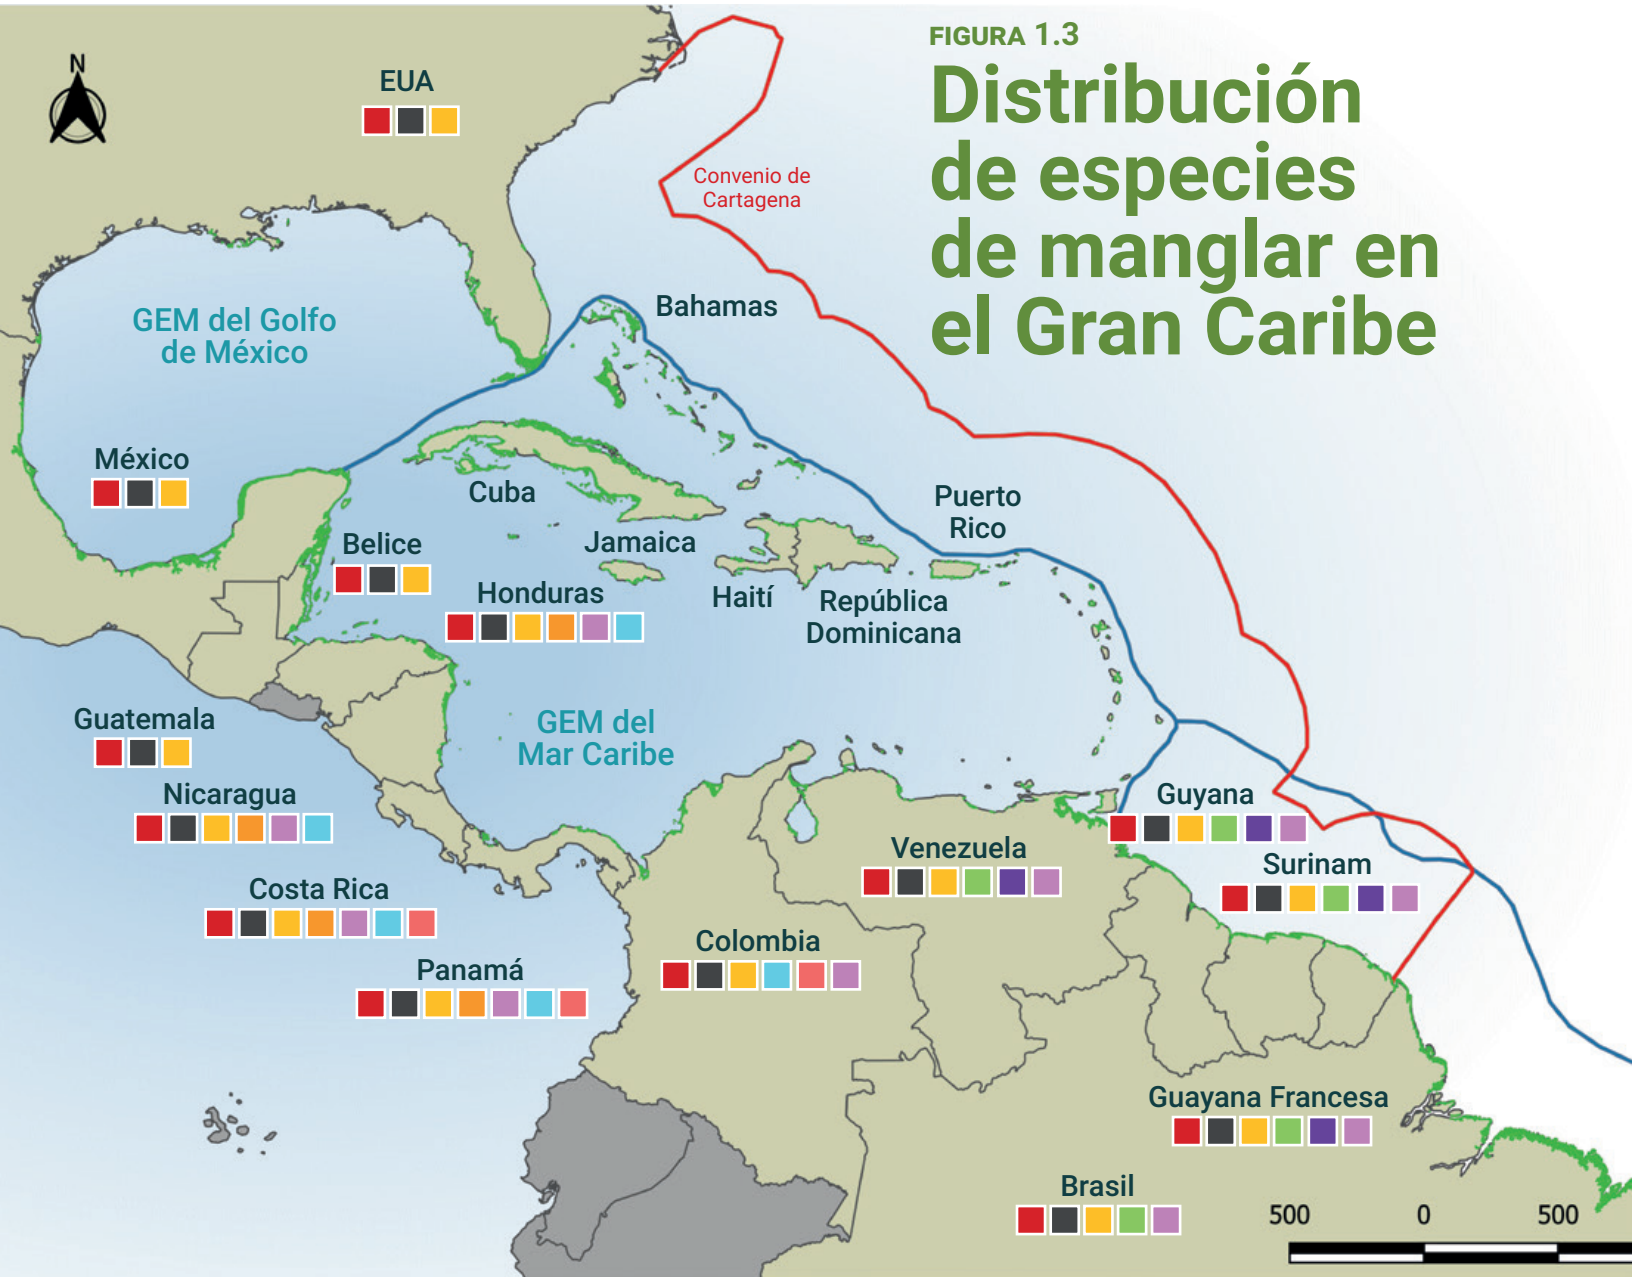 FIGURA 1.3
Distribución
de especies
de manglar en
el Gran Caribe
N
EUA
Convenio de
Cartagena
Bahamas
GEM del Golfo
de México
México
Cuba
Puerto
Rico
Belice
Jamaica
Honduras
Haití
República
Dominicana
Guatemala
GEM del
Mar Caribe
Nicaragua
Guyana
Venezuela
Surinam
Costa Rica
Colombia
Panamá
Guayana Francesa
Brasil
500 0 500